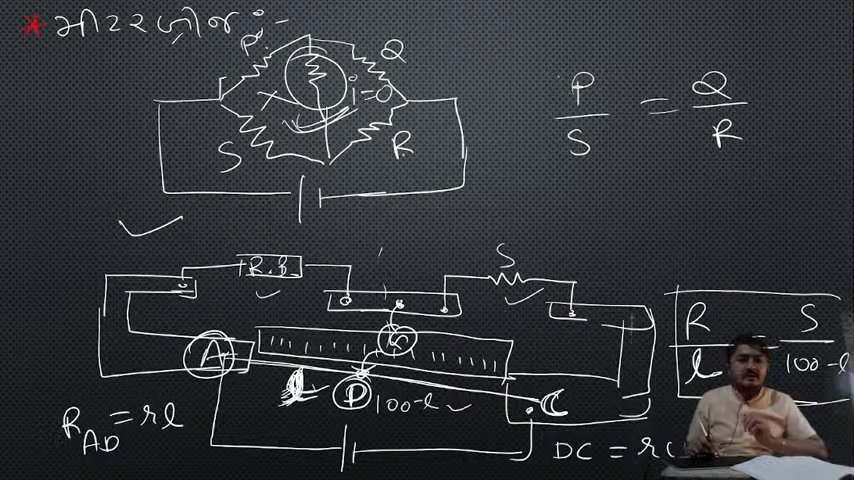 * મીટરબ્રીજ :-
P Q
i=0
S R
P/S = Q/R
R.B. S
R/l = S/100-l
A G
l D 100-l C
R_AD = rl
DC = r(